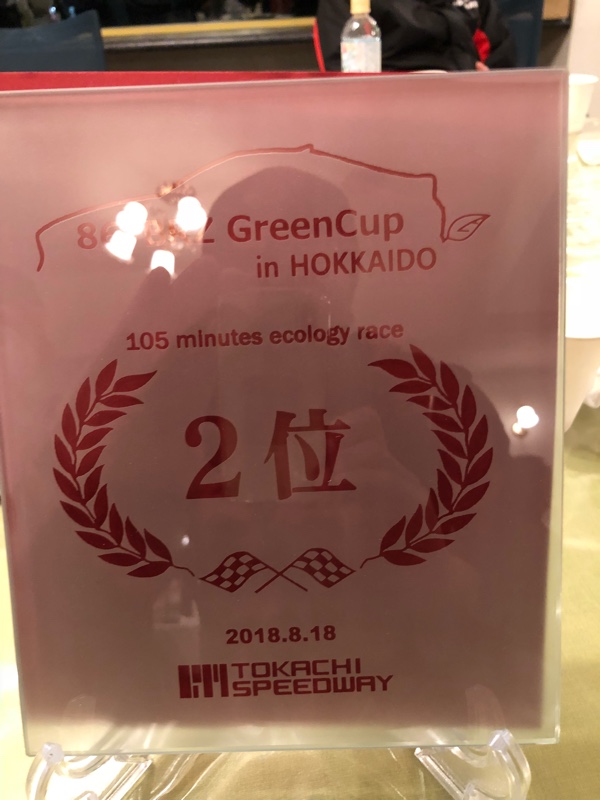 GreenCup
in HOKKAIDO
105 minutes ecology race
2位
2018.8.18
TOKACHI
SPEEDWAY